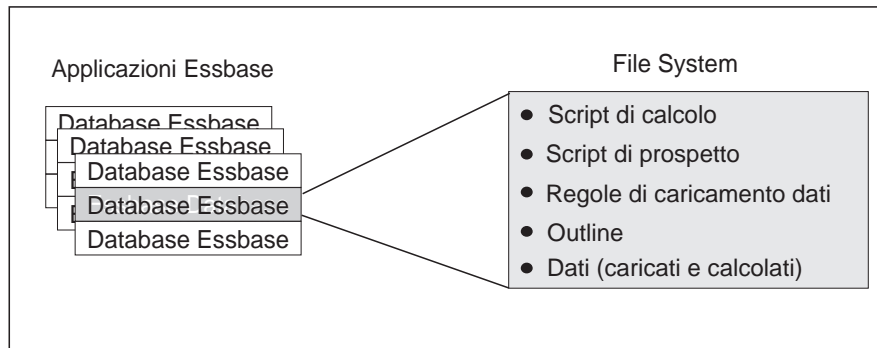 Applicazioni Essbase
Database Essbase
Database Essbase
Database Essbase
Database Essbase
Database Essbase
File System
● Script di calcolo
● Script di prospetto
● Regole di caricamento dati
● Outline
● Dati (caricati e calcolati)